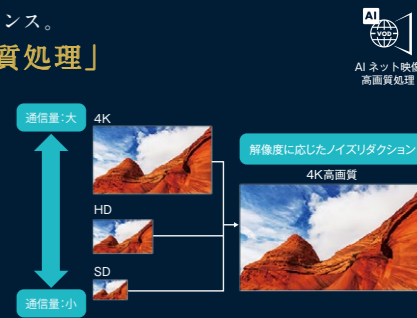 ンス。
質処理」
AI
VOD
AI ネット映像
高画質処理
通信量:大
4K
解像度に応じたノイズリダクション
4K高画質
HD
SD
通信量:小